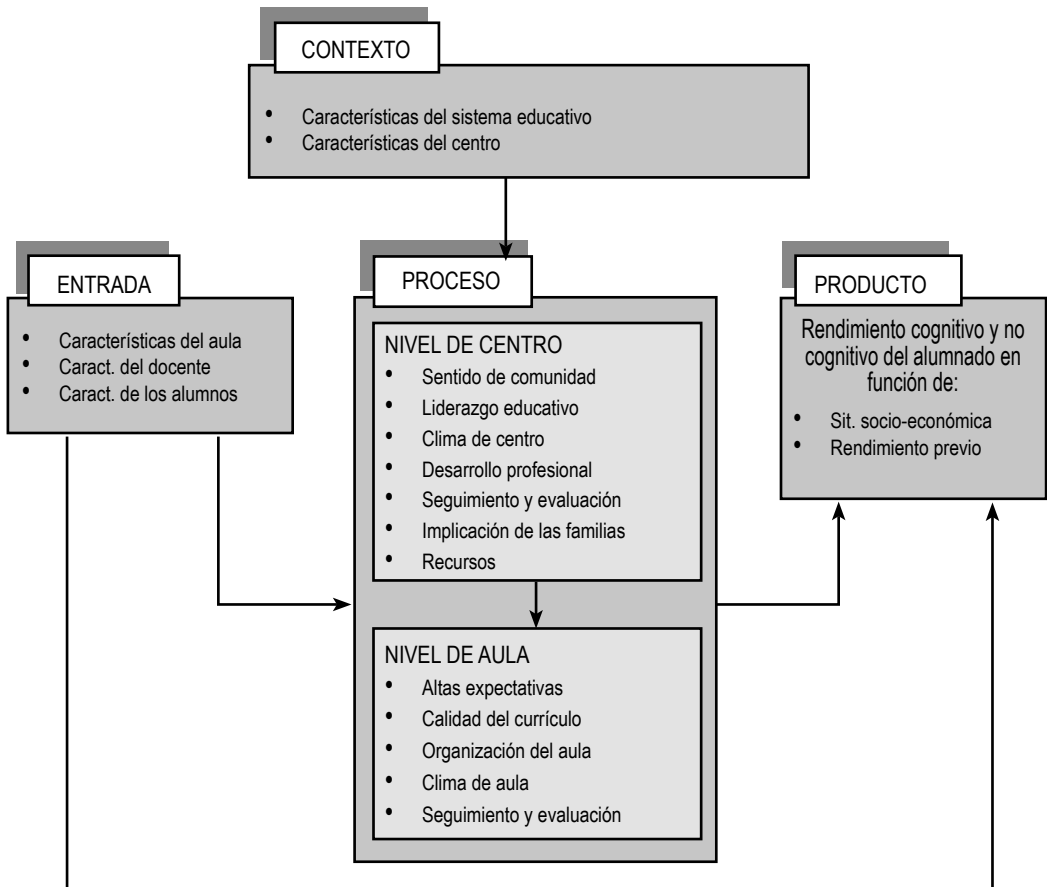 CONTEXTO
• Características del sistema educativo
• Características del centro
ENTRADA
• Características del aula
• Caract. del docente
• Caract. de los alumnos
PROCESO
NIVEL DE CENTRO
• Sentido de comunidad
• Liderazgo educativo
• Clima de centro
• Desarrollo profesional
• Seguimiento y evaluación
• Implicación de las familias
• Recursos
NIVEL DE AULA
• Altas expectativas
• Calidad del currículo
• Organización del aula
• Clima de aula
• Seguimiento y evaluación
PRODUCTO
Rendimiento cognitivo y no
cognitivo del alumnado en
función de:
• Sit. socio-económica
• Rendimiento previo